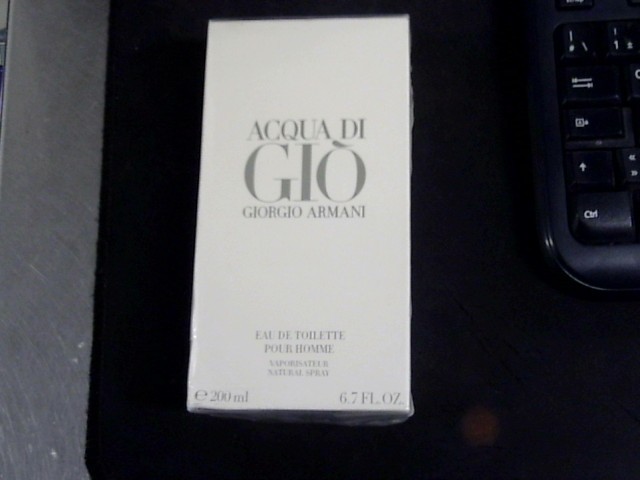 ACQUA DI
GIÒ
GIORGIO ARMANI
EAU DE TOILETTE
POUR HOMME
VAPORISATEUR
NATURAL SPRAY
℮ 200 ml 6.7 FL. OZ.
Ctrl